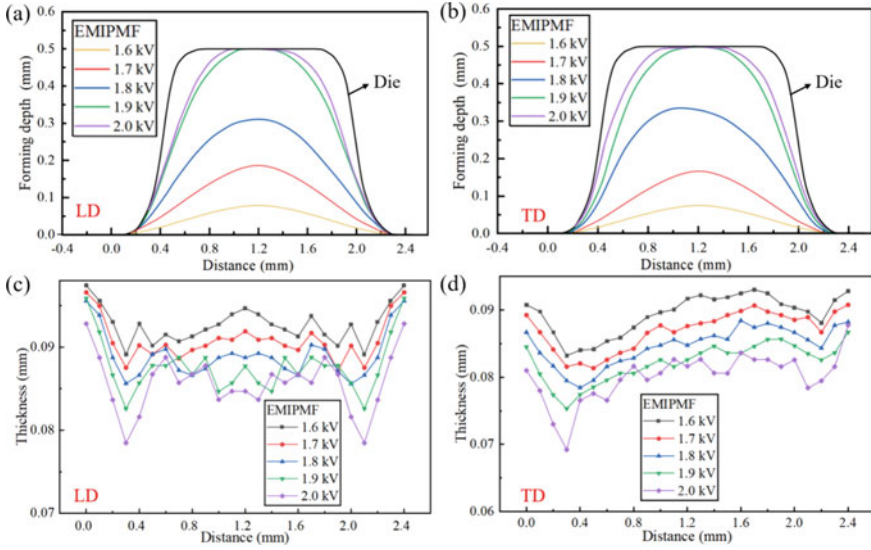 (a)
EMIPMF
1.6 kV
1.7 kV
1.8 kV
1.9 kV
2.0 kV
Die
LD
Forming depth (mm)
0.5
0.4
0.3
0.2
0.1
0.0
-0.4 0.0 0.4 0.8 1.2 1.6 2.0 2.4
Distance (mm)
(b)
EMIPMF
1.6 kV
1.7 kV
1.8 kV
1.9 kV
2.0 kV
Die
TD
Forming depth (mm)
0.5
0.4
0.3
0.2
0.1
0.0
-0.4 0.0 0.4 0.8 1.2 1.6 2.0 2.4
Distance (mm)
(c)
Thickness (mm)
0.09
0.08
0.07
EMIPMF
1.6 kV
1.7 kV
1.8 kV
1.9 kV
2.0 kV
LD
0.0 0.4 0.8 1.2 1.6 2.0 2.4
Distance (mm)
(d)
Thickness (mm)
0.09
0.08
0.07
0.06
EMIPMF
1.6 kV
1.7 kV
1.8 kV
1.9 kV
2.0 kV
TD
0.0 0.4 0.8 1.2 1.6 2.0 2.4
Distance (mm)